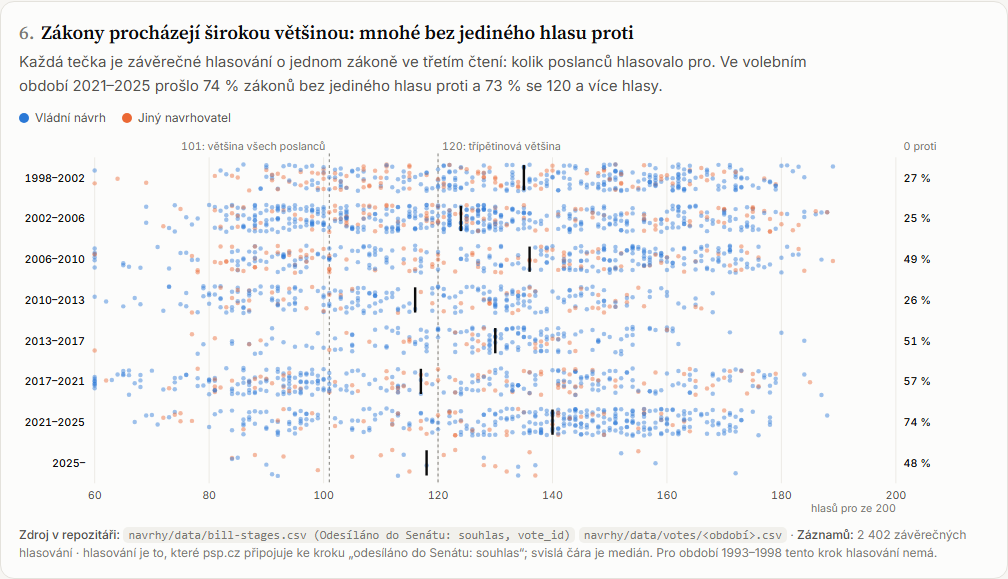 6. Zákony procházejí širokou většinou: mnohé bez jediného hlasu proti
Každá tečka je závěrečné hlasování o jednom zákoně ve třetím čtení: kolik poslanců hlasovalo pro. Ve volebním
období 2021–2025 prošlo 74 % zákonů bez jediného hlasu proti a 73 % se 120 a více hlasy.
Vládní návrh Jiný navrhovatel
101: většina všech poslanců 120: třípětinová většina 0 proti
1998–2002 27 %
2002–2006 25 %
2006–2010 49 %
2010–2013 26 %
2013–2017 51 %
2017–2021 57 %
2021–2025 74 %
2025– 48 %
60 80 100 120 140 160 180 200
hlasů pro ze 200
Zdroj v repozitáři: navrhy/data/bill-stages.csv (Odesíláno do Senátu: souhlas, vote_id) navrhy/data/votes/<období>.csv · Záznamů: 2 402 závěrečných
hlasování · hlasování je to, které psp.cz připojuje ke kroku „odesíláno do Senátu: souhlas“; svislá čára je medián. Pro období 1993–1998 tento krok hlasování nemá.